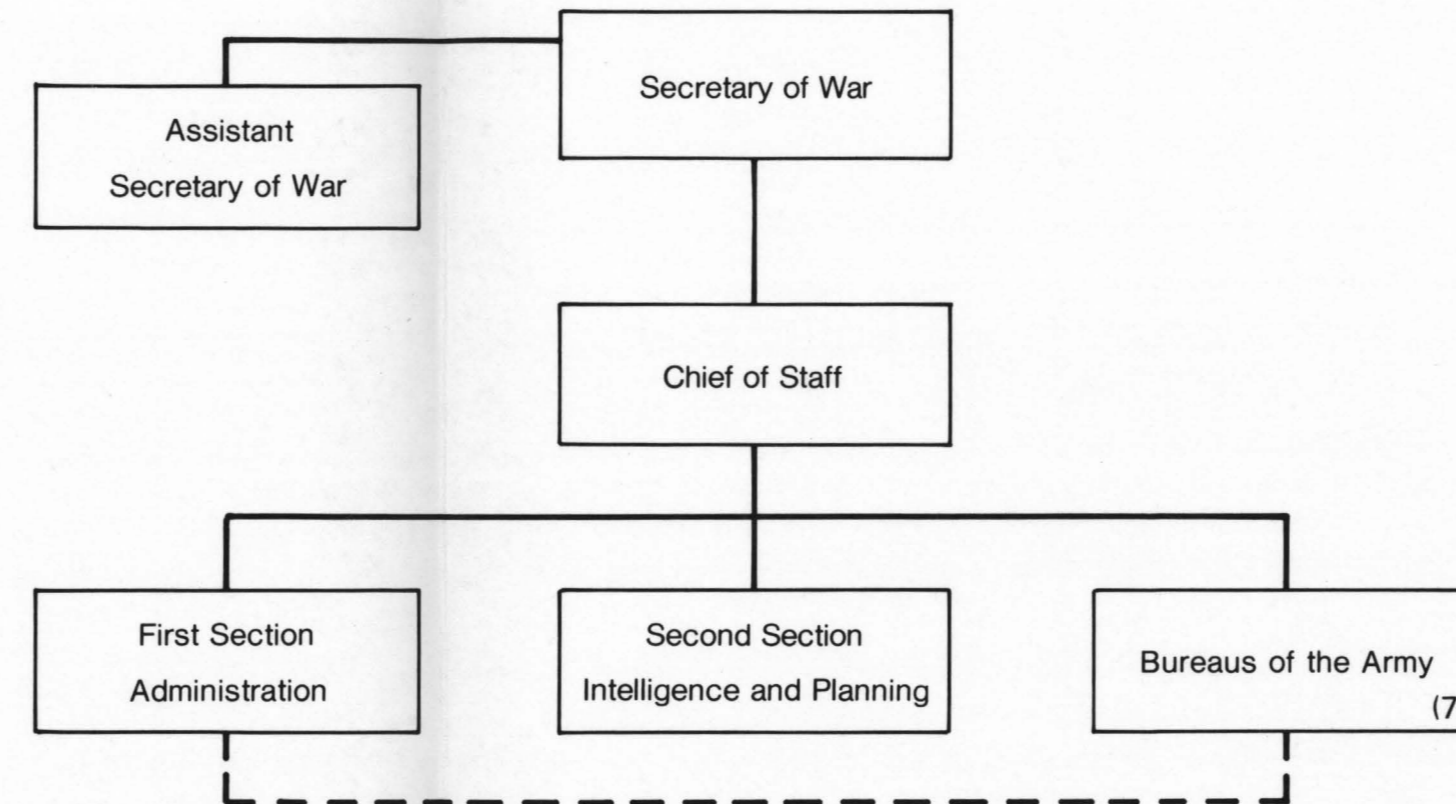 Secretary of War
Assistant
Secretary of War
Chief of Staff
First Section
Administration
Second Section
Intelligence and Planning
Bureaus of the Army
(7